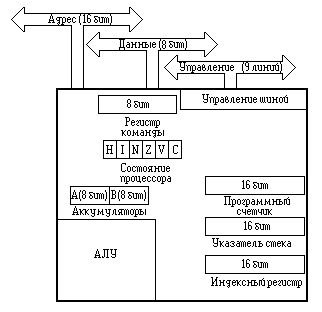 Адрес (16 бит)
Данные (8 бит)
Управление (9 линий)
8 бит
Управление шиной
Регистр
команды
H I N Z V C
Состояние
процессора
A(8 бит) B(8 бит)
Аккумуляторы
16 бит
Программный
счетчик
16 бит
Указатель стека
16 бит
Индексный регистр
АЛУ